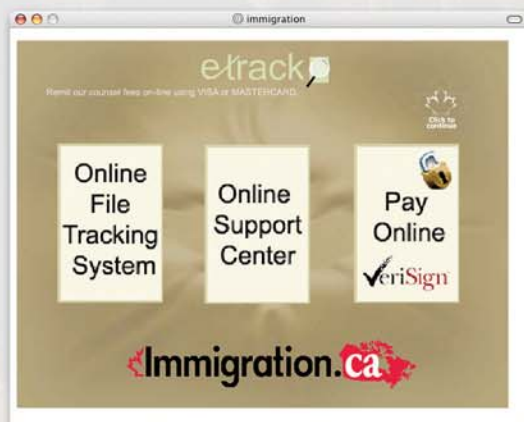 immigration
etrack
Remit our counsel fees on-line using VISA or MASTERCARD.
Click to
continue
Online
File
Tracking
System
Online
Support
Center
Pay
Online
VeriSign
Immigration.ca